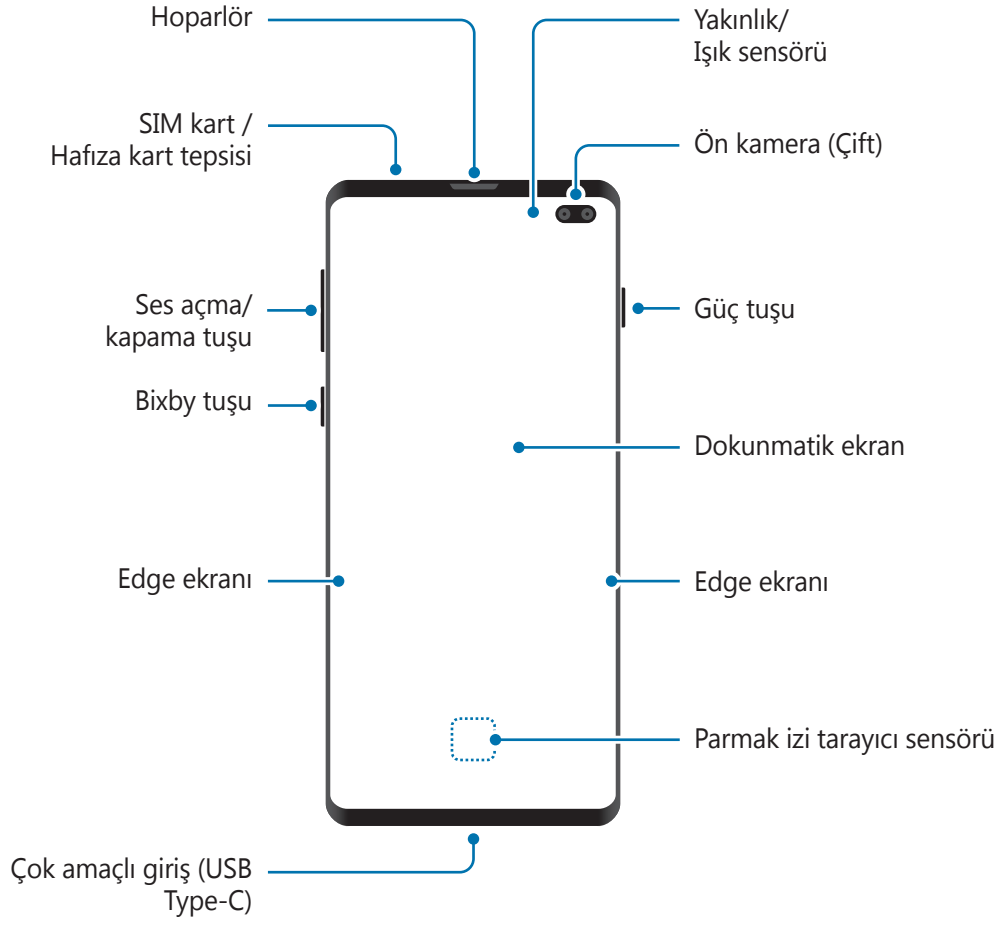 Hoparlör
SIM kart /
Hafıza kart tepsisi
Ses açma/
kapama tuşu
Bixby tuşu
Edge ekranı
Çok amaçlı giriş (USB
Type-C)
Yakınlık/
Işık sensörü
Ön kamera (Çift)
Güç tuşu
Dokunmatik ekran
Edge ekranı
Parmak izi tarayıcı sensörü